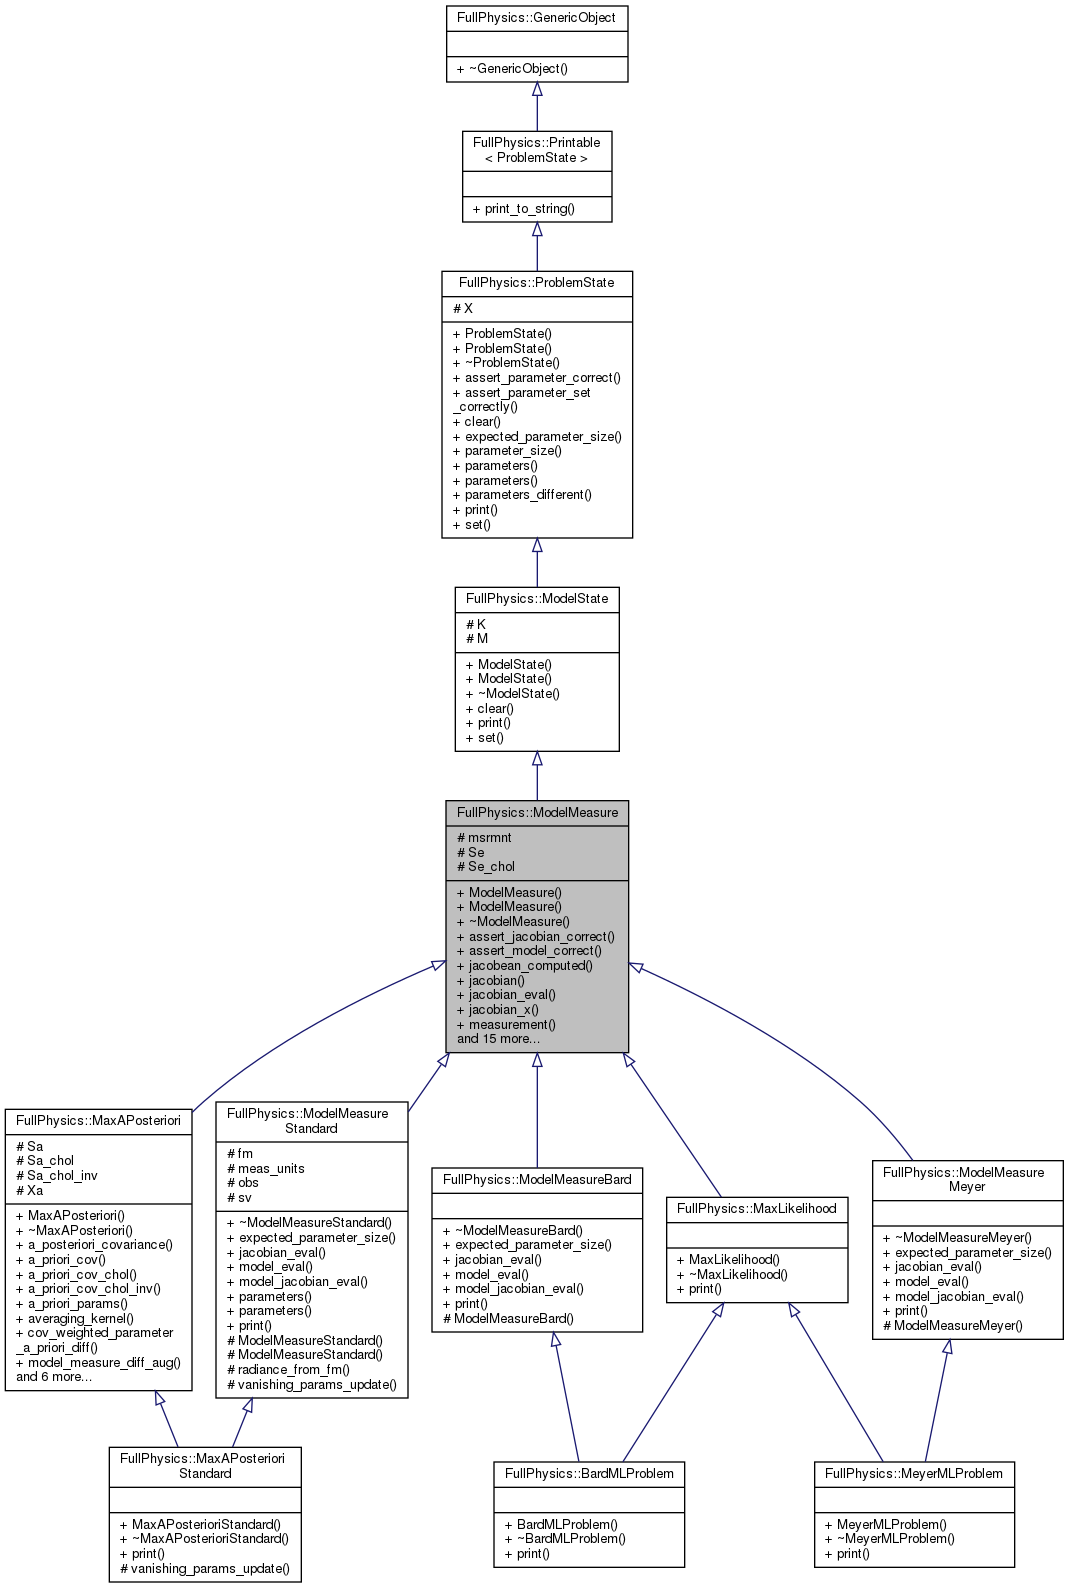 FullPhysics::GenericObject
+ ~GenericObject()
FullPhysics::Printable
< ProblemState >
+ print_to_string()
FullPhysics::ProblemState
# X
+ ProblemState()
+ ProblemState()
+ ~ProblemState()
+ assert_parameter_correct()
+ assert_parameter_set
_correctly()
+ clear()
+ expected_parameter_size()
+ parameter_size()
+ parameters()
+ parameters()
+ parameters_different()
+ print()
+ set()
FullPhysics::ModelState
# K
# M
+ ModelState()
+ ModelState()
+ ~ModelState()
+ clear()
+ print()
+ set()
FullPhysics::ModelMeasure
# msrmnt
# Se
# Se_chol
+ ModelMeasure()
+ ModelMeasure()
+ ~ModelMeasure()
+ assert_jacobian_correct()
+ assert_model_correct()
+ jacobean_computed()
+ jacobian()
+ jacobian_eval()
+ jacobian_x()
+ measurement()
and 15 more...
FullPhysics::MaxAPosteriori
# Sa
# Sa_chol
# Sa_chol_inv
# Xa
+ MaxAPosteriori()
+ ~MaxAPosteriori()
+ a_posteriori_covariance()
+ a_priori_cov()
+ a_priori_cov_chol()
+ a_priori_cov_chol_inv()
+ a_priori_params()
+ averaging_kernel()
+ cov_weighted_parameter
_a_priori_diff()
+ model_measure_diff_aug()
and 6 more...
FullPhysics::ModelMeasure
Standard
# fm
# meas_units
# obs
# sv
+ ~ModelMeasureStandard()
+ expected_parameter_size()
+ jacobian_eval()
+ model_eval()
+ model_jacobian_eval()
+ parameters()
+ parameters()
+ print()
# ModelMeasureStandard()
# ModelMeasureStandard()
# radiance_from_fm()
# vanishing_params_update()
FullPhysics::ModelMeasureBard
+ ~ModelMeasureBard()
+ expected_parameter_size()
+ jacobian_eval()
+ model_eval()
+ model_jacobian_eval()
+ print()
# ModelMeasureBard()
FullPhysics::MaxLikelihood
+ MaxLikelihood()
+ ~MaxLikelihood()
+ print()
FullPhysics::ModelMeasure
Meyer
+ ~ModelMeasureMeyer()
+ expected_parameter_size()
+ jacobian_eval()
+ model_eval()
+ model_jacobian_eval()
+ print()
# ModelMeasureMeyer()
FullPhysics::MaxAPosteriori
Standard
+ MaxAPosterioriStandard()
+ ~MaxAPosterioriStandard()
+ print()
# vanishing_params_update()
FullPhysics::BardMLProblem
+ BardMLProblem()
+ ~BardMLProblem()
+ print()
FullPhysics::MeyerMLProblem
+ MeyerMLProblem()
+ ~MeyerMLProblem()
+ print()